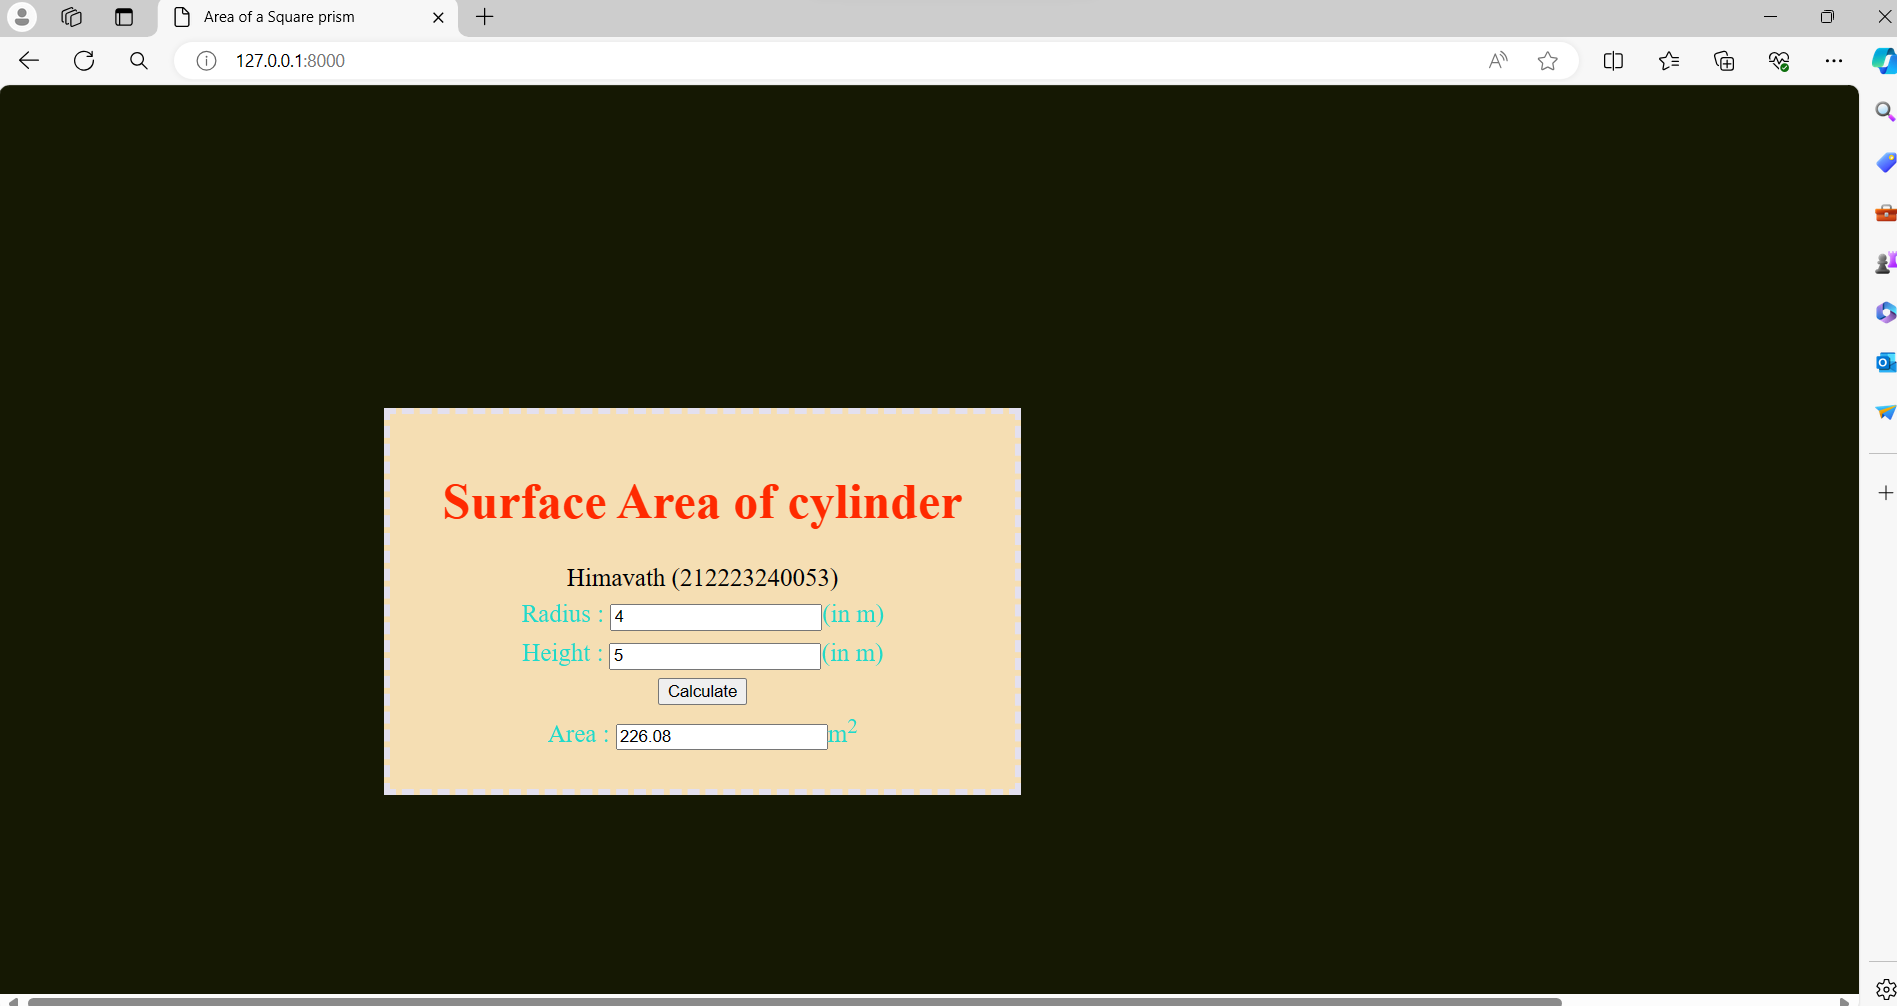 Area of a Square prism
127.0.0.1:8000
Surface Area of cylinder
Himavath (212223240053)
Radius : 4 (in m)
Height : 5 (in m)
Calculate
Area : 226.08 m²